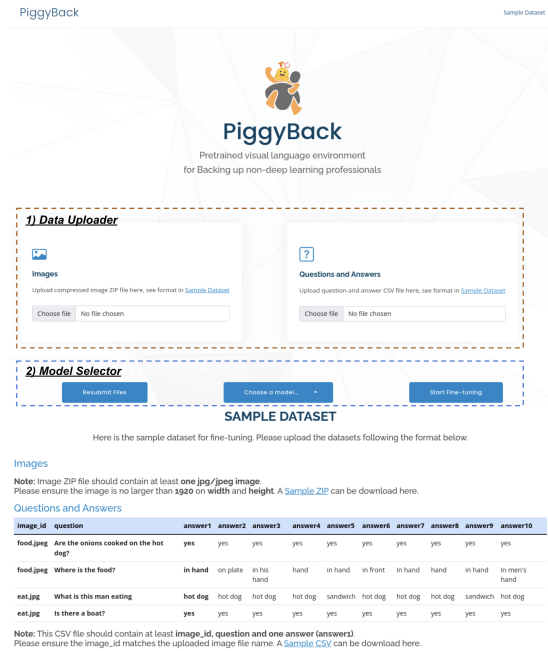 PiggyBack
Sample Dataset
PiggyBack
Pretrained visual language environment
for Backing up non-deep learning professionals
1) Data Uploader
Images
Upload compressed image ZIP file here, see format in Sample Dataset
Choose file No file chosen
?
Questions and Answers
Upload question-and-answer CSV file here, see format in Sample Dataset
Choose file No file chosen
2) Model Selector
Resubmit Files
Choose a model...
Start Fine-tuning
SAMPLE DATASET
Here is the sample dataset for fine-tuning. Please upload the datasets following the format below.
Images
Note: Image ZIP file should contain at least one jpg/jpeg image.
Please ensure the image is no larger than 1920 on width and height. A Sample ZIP can be download here.
Questions and Answers
image_id question answer1 answer2 answer3 answer4 answer5 answer6 answer7 answer8 answer9 answer10
food.jpeg Are the onions cooked on the hot yes yes yes yes yes yes yes yes yes yes
dog?
food.jpeg Where is the food? in hand on plate in his hand in hand in front in hand hand in hand in men's
hand hand
eat.jpg What is this man eating hot dog hot dog hot dog hot dog sandwich hot dog hot dog hot dog sandwich hot dog
eat.jpg Is there a boat? yes yes yes yes yes yes yes yes yes yes
Note: This CSV file should contain at least image_id, question and one answer (answer1).
Please ensure the image_id matches the uploaded image file name. A Sample CSV can be download here.